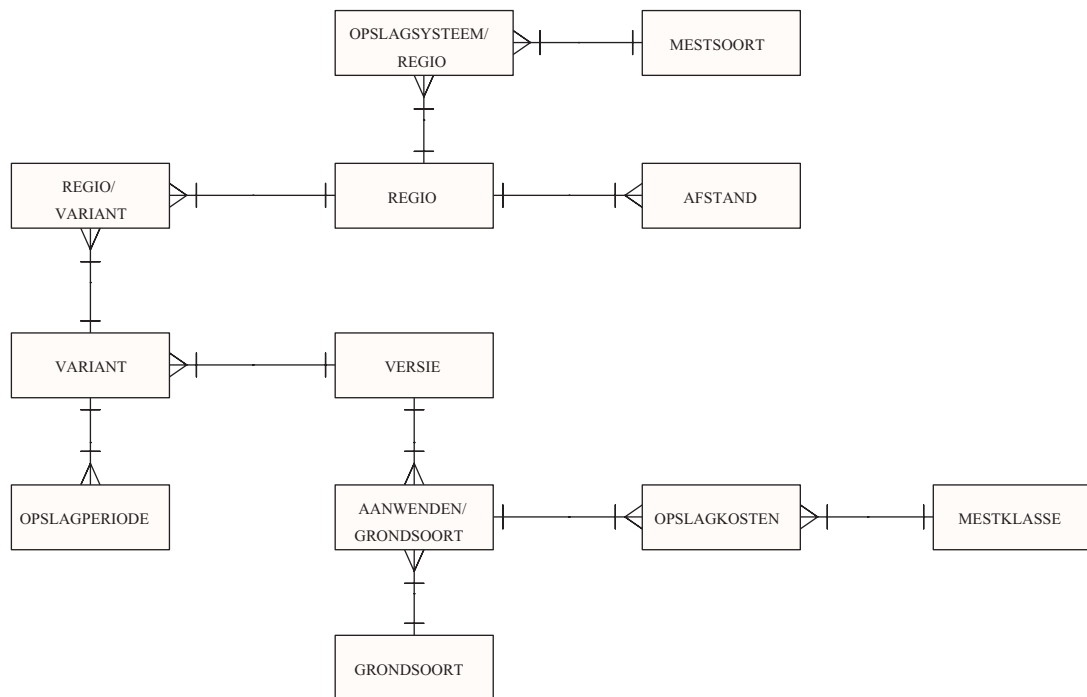 OPSLAGSYSTEEM/
REGIO
MESTSOORT
REGIO/
VARIANT
REGIO
AFSTAND
VARIANT
VERSIE
OPSLAGPERIODE
AANWENDEN/
GRONDSOORT
OPSLAGKOSTEN
MESTKLASSE
GRONDSOORT